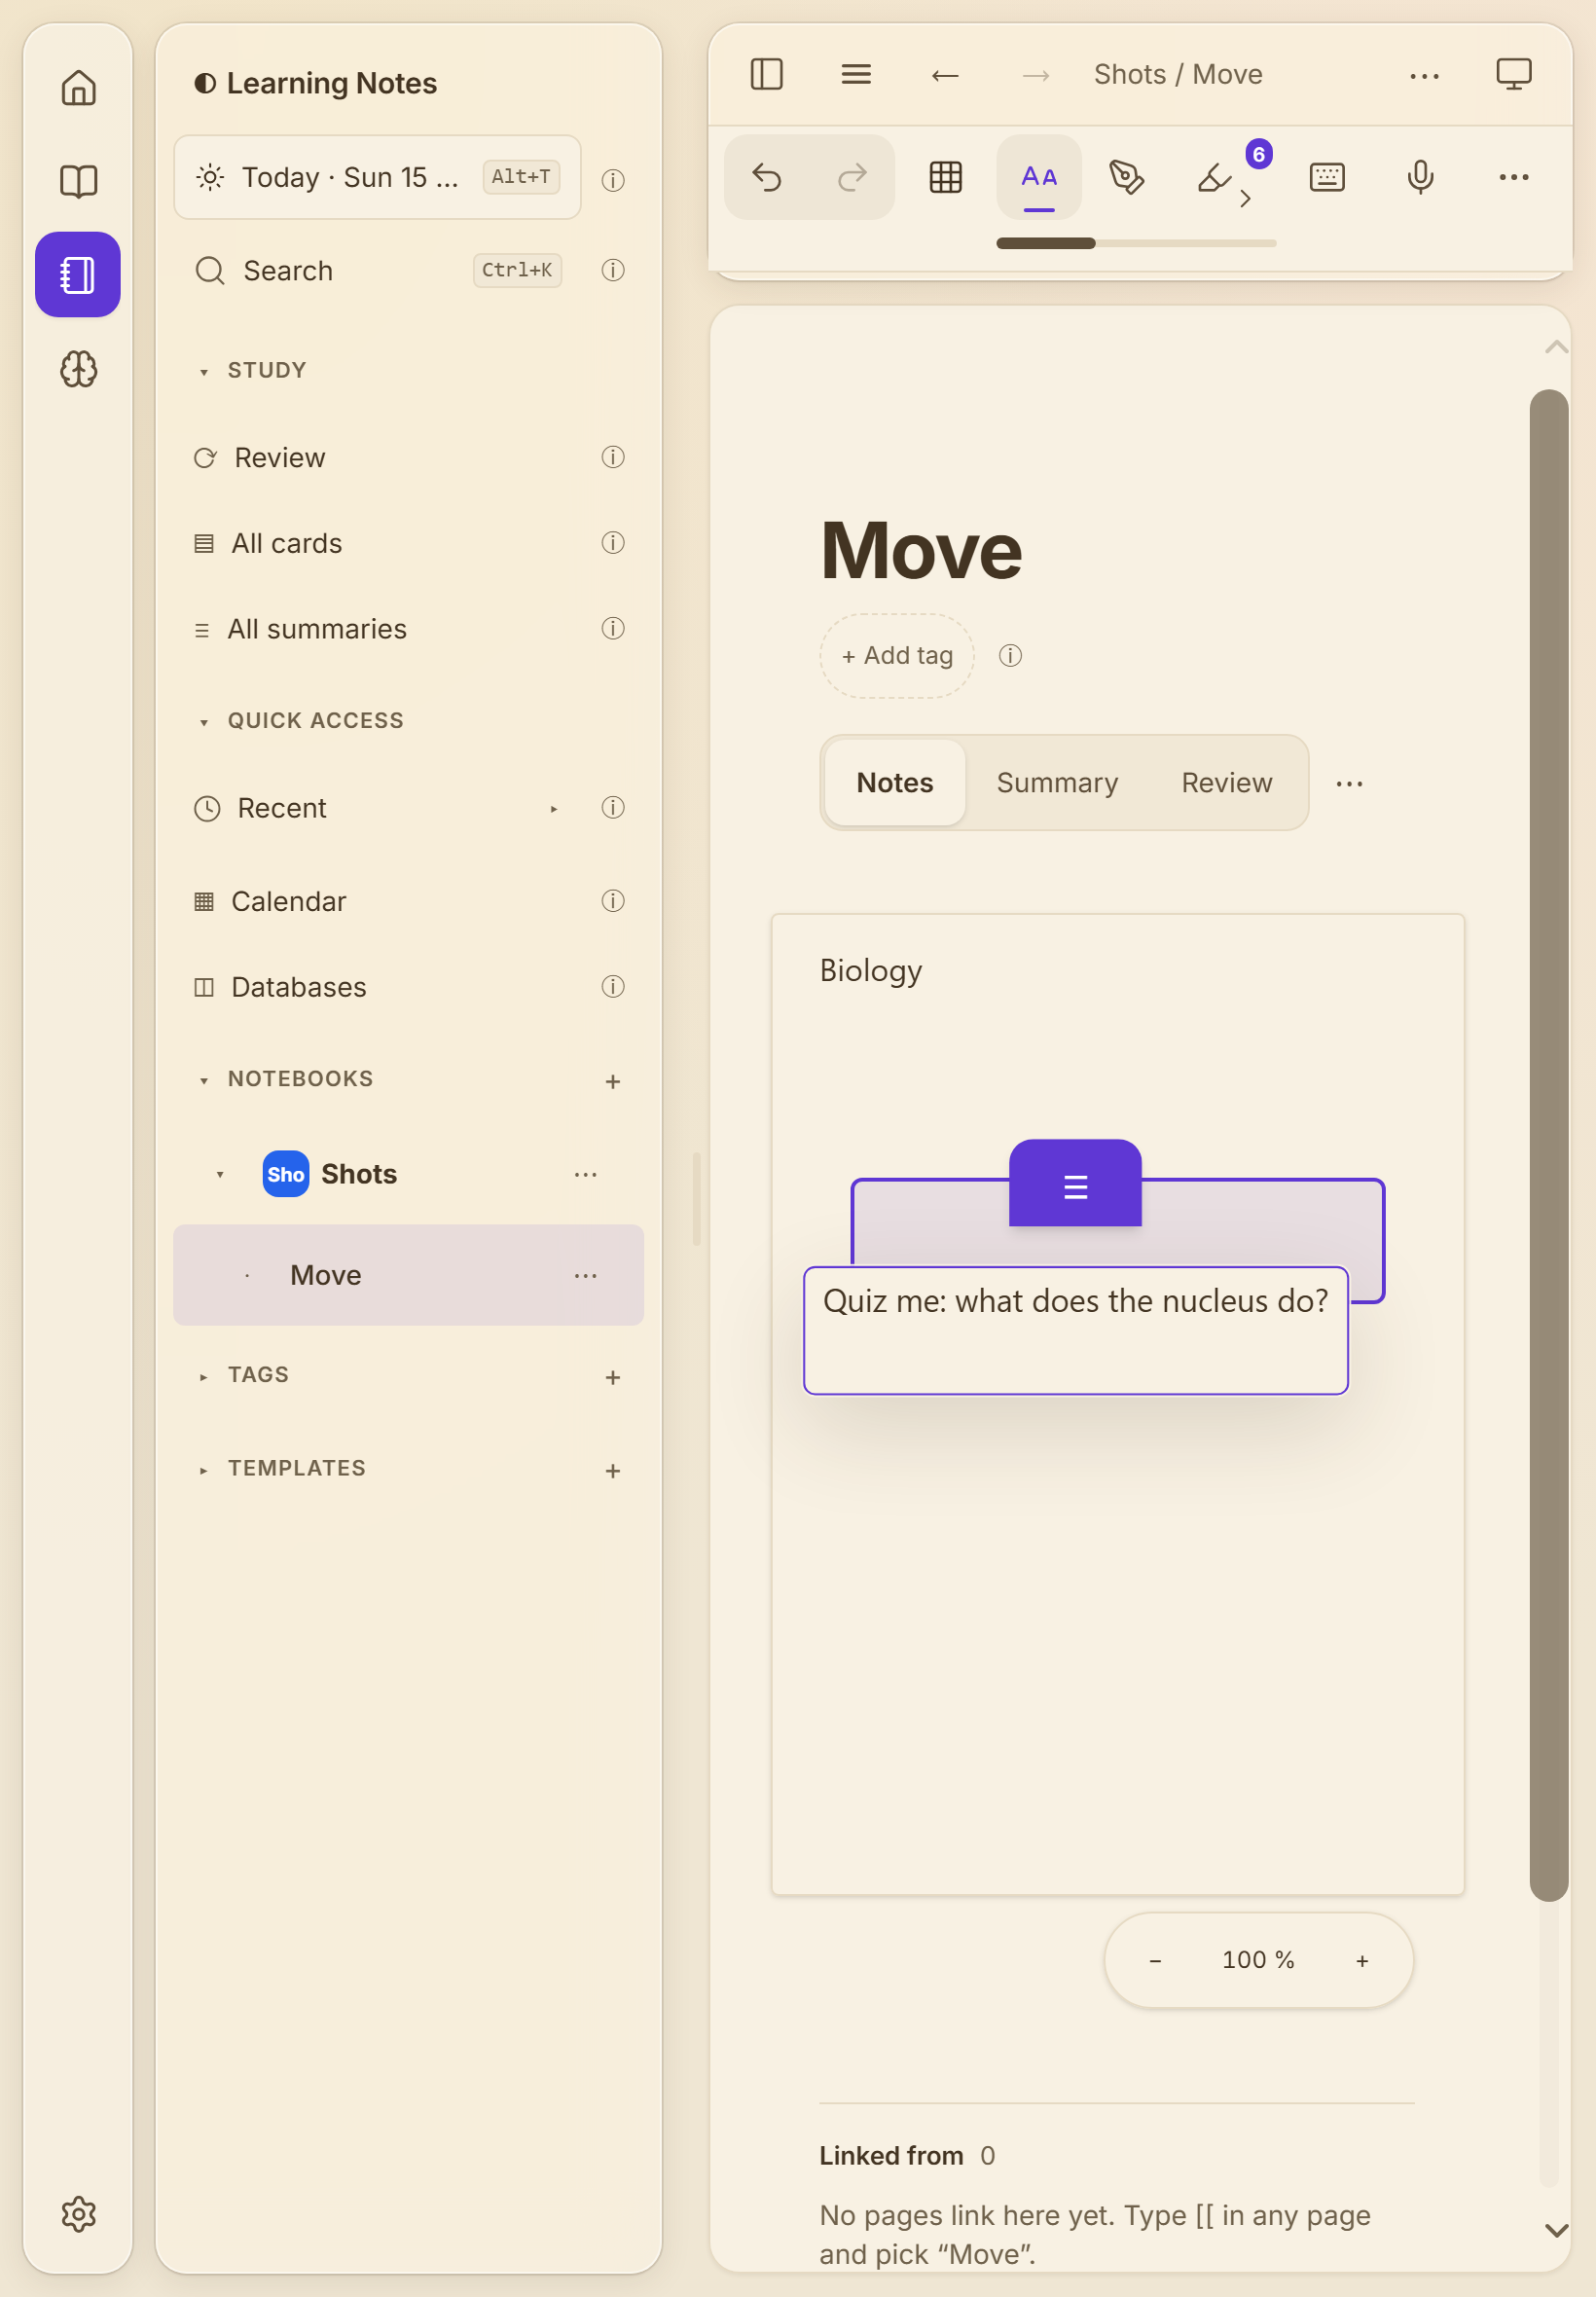 Learning Notes
Today · Sun 15 ... Alt+T
Search Ctrl+K
STUDY
Review
All cards
All summaries
QUICK ACCESS
Recent
Calendar
Databases
NOTEBOOKS +
Sho Shots ...
Move ...
TAGS +
TEMPLATES +
Shots / Move ...
AA 6
Move
+ Add tag
Notes Summary Review ...
Biology
Quiz me: what does the nucleus do?
− 100 % +
Linked from 0
No pages link here yet. Type [[ in any page
and pick “Move”.